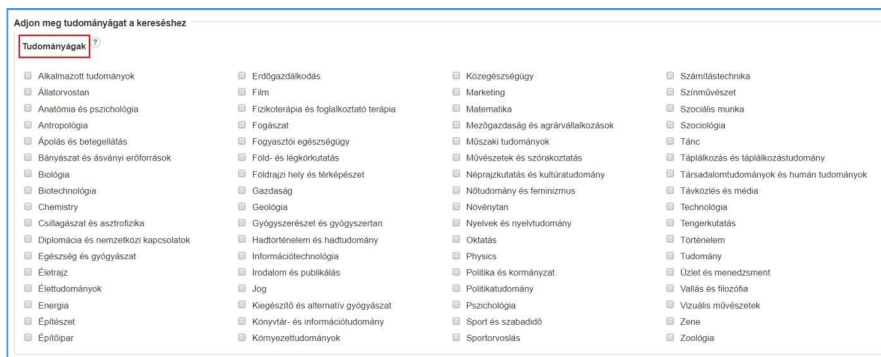 Adjon meg tudományágat a kereséshez
Tudományágak ?
Alkalmazott tudományok
Állatorvostan
Anatómia és pszichológia
Antropológia
Ápolás és betegellátás
Bányászat és ásványi erőforrások
Biológia
Biotechnológia
Chemistry
Csillagászat és asztrofizika
Diplomácia és nemzetközi kapcsolatok
Egészség és gyógyászat
Életrajz
Élettudományok
Energia
Építészet
Építőipar
Erdőgazdálkodás
Film
Fizikoterápia és foglalkoztató terápia
Fogászat
Fogyasztói egészségügy
Föld- és légkörkutatás
Földrajzi hely és térképészet
Gazdaság
Geológia
Gyógyszerészet és gyógyszertan
Hadtörténelem és hadtudomány
Információtechnológia
Irodalom és publikálás
Jog
Kiegészítő és alternatív gyógyászat
Könyvtár- és információtudomány
Környezettudományok
Közegészségügy
Marketing
Matematika
Mezőgazdaság és agrárvállalkozások
Műszaki tudományok
Művészetek és szórakoztatás
Néprajzkutatás és kultúratudomány
Nőtudomány és feminizmus
Növénytan
Nyelvek és nyelvtudomány
Oktatás
Physics
Politika és kormányzat
Politikatudomány
Pszichológia
Sport és szabadidő
Sportorvoslás
Számítástechnika
Színművészet
Szociális munka
Szociológia
Tánc
Táplálkozás és táplálkozástudomány
Társadalomtudományok és humán tudományok
Távközlés és média
Technológia
Tengerkutatás
Történelem
Tudomány
Üzlet és menedzsment
Vallás és filozófia
Vizuális művészetek
Zene
Zoológia